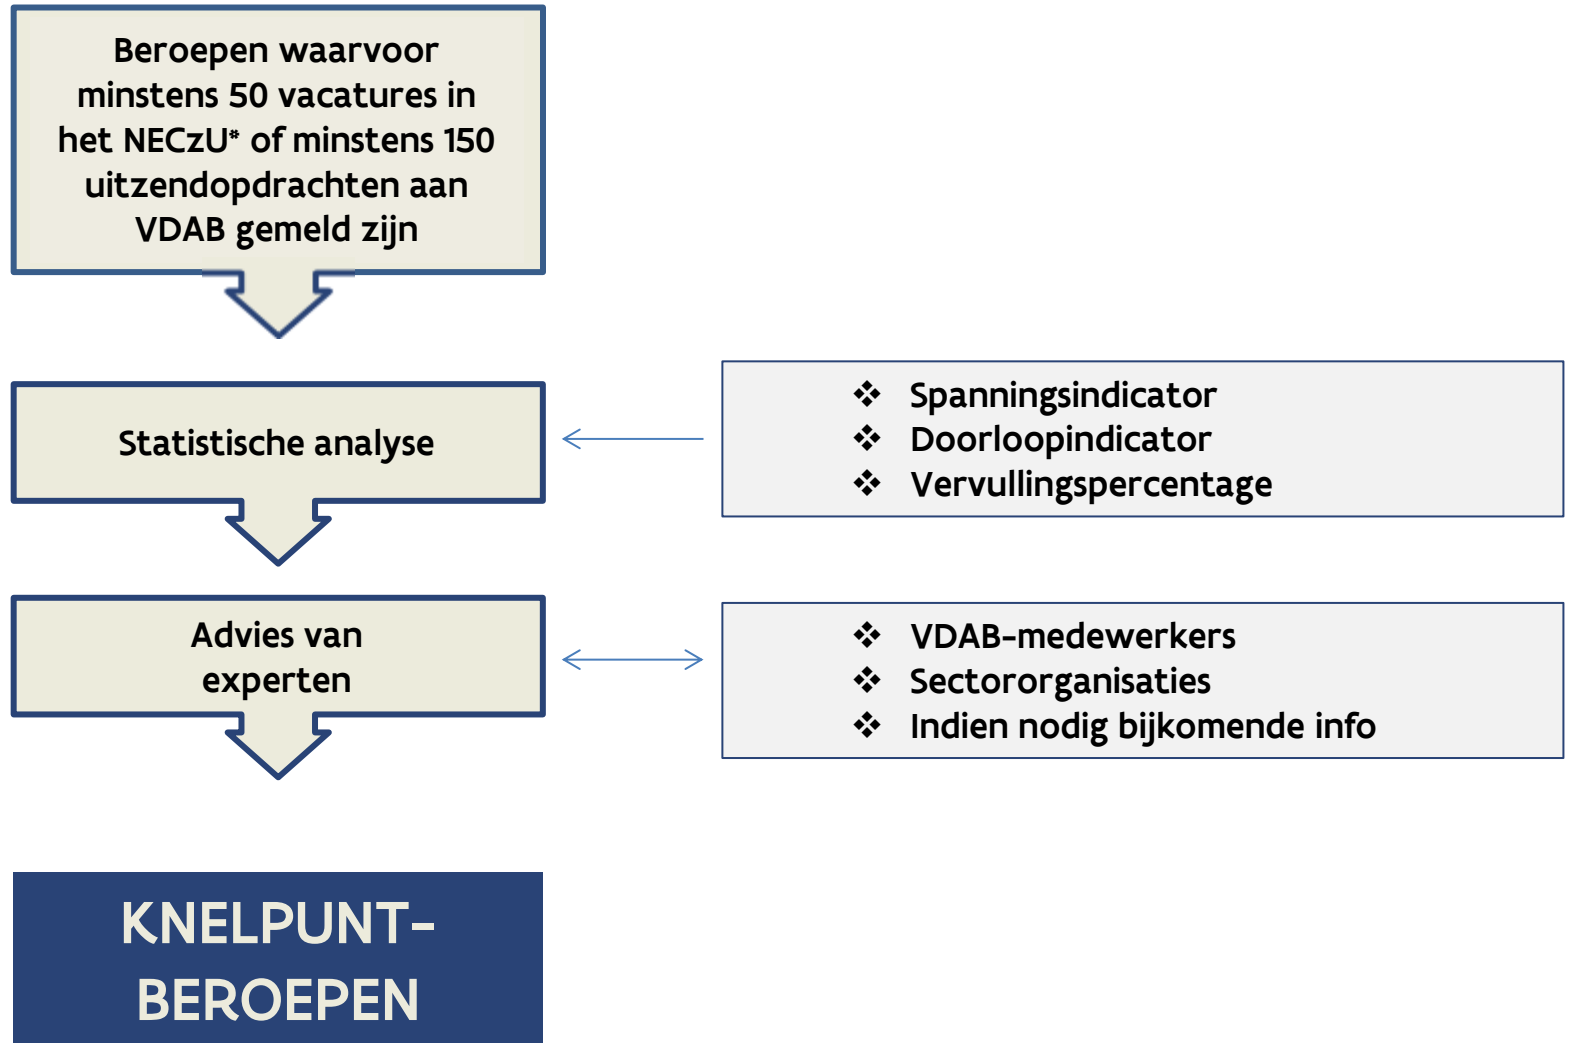 Beroepen waarvoor
minstens 50 vacatures in
het NECzU* of minstens 150
uitzendopdrachten aan
VDAB gemeld zijn
Statistische analyse
❖ Spanningsindicator
❖ Doorloopindicator
❖ Vervullingspercentage
Advies van
experten
❖ VDAB-medewerkers
❖ Sectororganisaties
❖ Indien nodig bijkomende info
KNELPUNT-
BEROEPEN